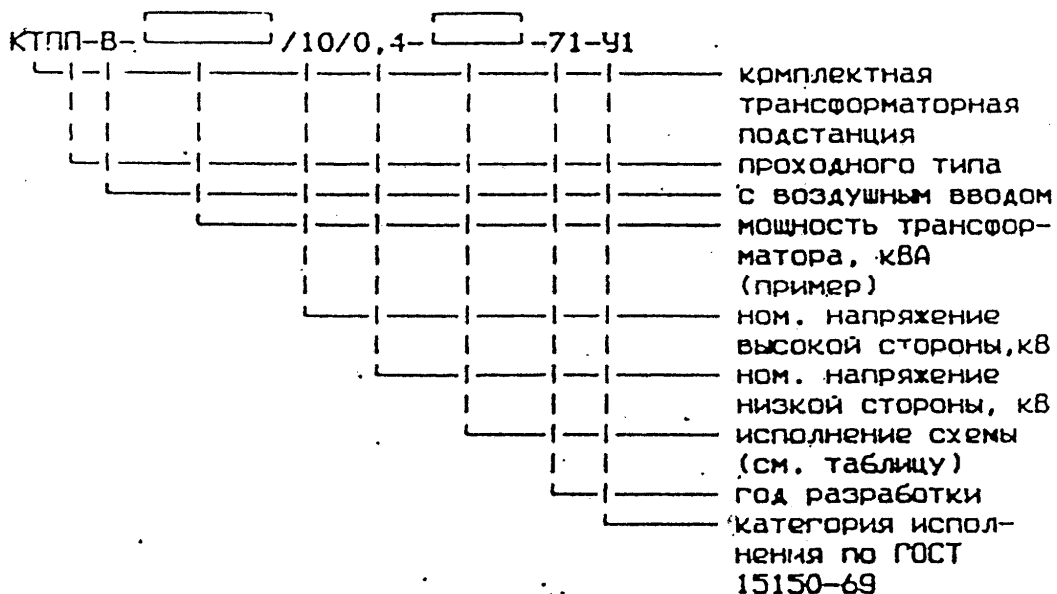 КТПП-В- /10/0,4- -71-У1
комплектная
трансформаторная
подстанция
проходного типа
с воздушным вводом
мощность трансфор-
матора, кВА
(пример)
ном. напряжение
высокой стороны,кВ
ном. напряжение
низкой стороны, кВ
исполнение схемы
(см. таблицу)
год разработки
категория испол-
нения по ГОСТ
15150-69